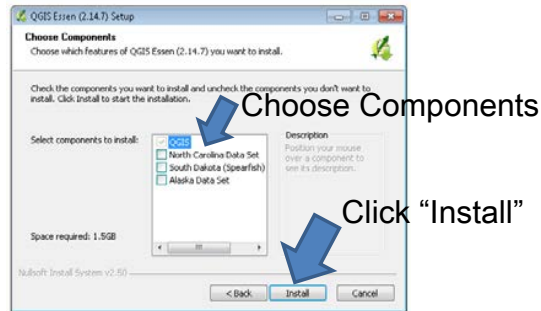 QGIS Essen (2.14.7) Setup
Choose Components
Choose which features of QGIS Essen (2.14.7) you want to install.
Check the components you want to install and uncheck the components you don't want to
install. Click Install to start the installation.
Choose Components
Select components to install:
QGIS
North Carolina Data Set
South Dakota (Spearfish)
Alaska Data Set
Description
Position your mouse
over a component to
see its description.
Click “Install”
Space required: 1.5GB
Nullsoft Install System v2.50
< Back
Install
Cancel